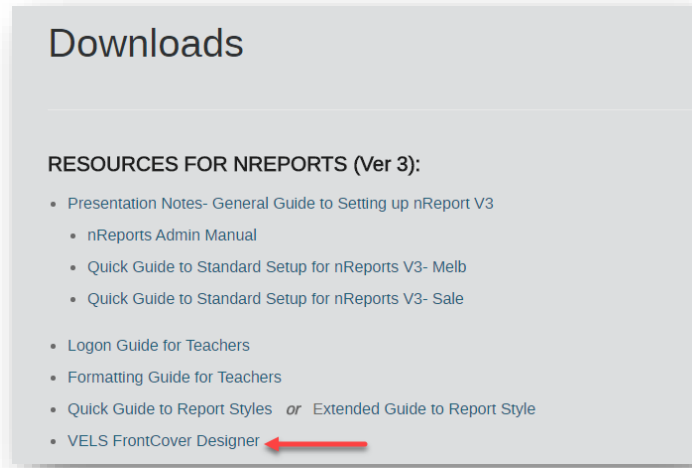 Downloads
RESOURCES FOR NREPORTS (Ver 3):
Presentation Notes- General Guide to Setting up nReport V3
nReports Admin Manual
Quick Guide to Standard Setup for nReports V3- Melb
Quick Guide to Standard Setup for nReports V3- Sale
Logon Guide for Teachers
Formatting Guide for Teachers
Quick Guide to Report Styles or Extended Guide to Report Style
VELS FrontCover Designer